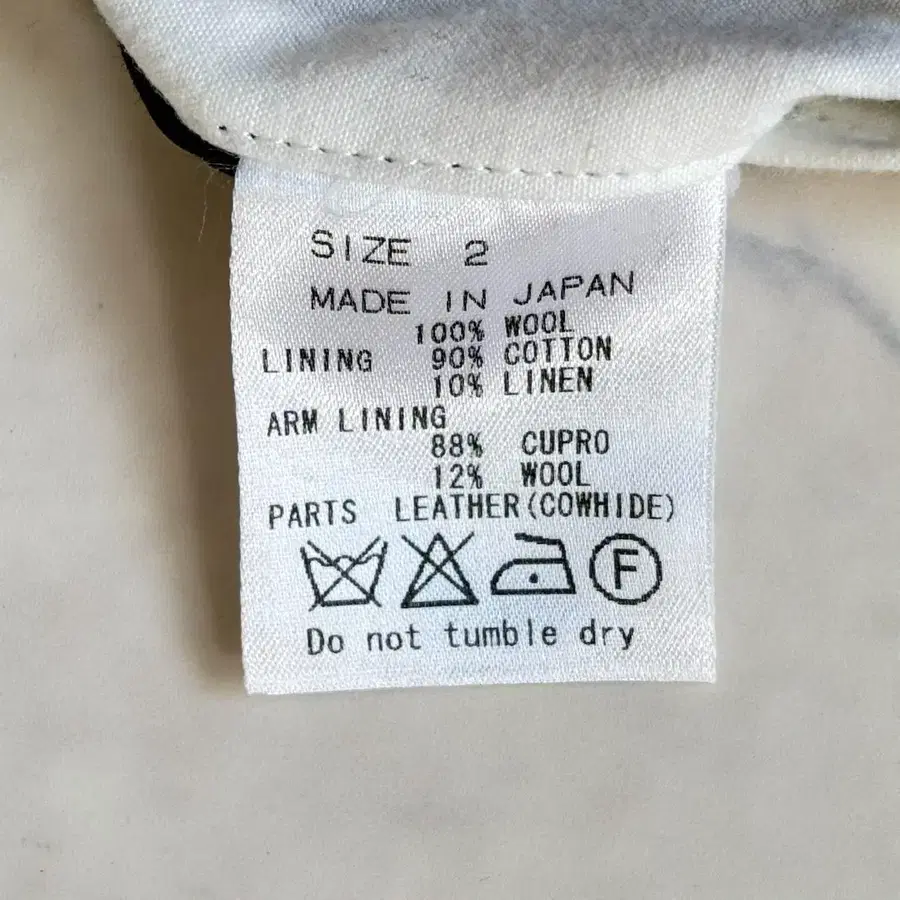 SIZE 2
MADE IN JAPAN
100% WOOL
LINING 90% COTTON
10% LINEN
ARM LINING
88% CUPRO
12% WOOL
PARTS LEATHER(COWHIDE)
F
Do not tumble dry